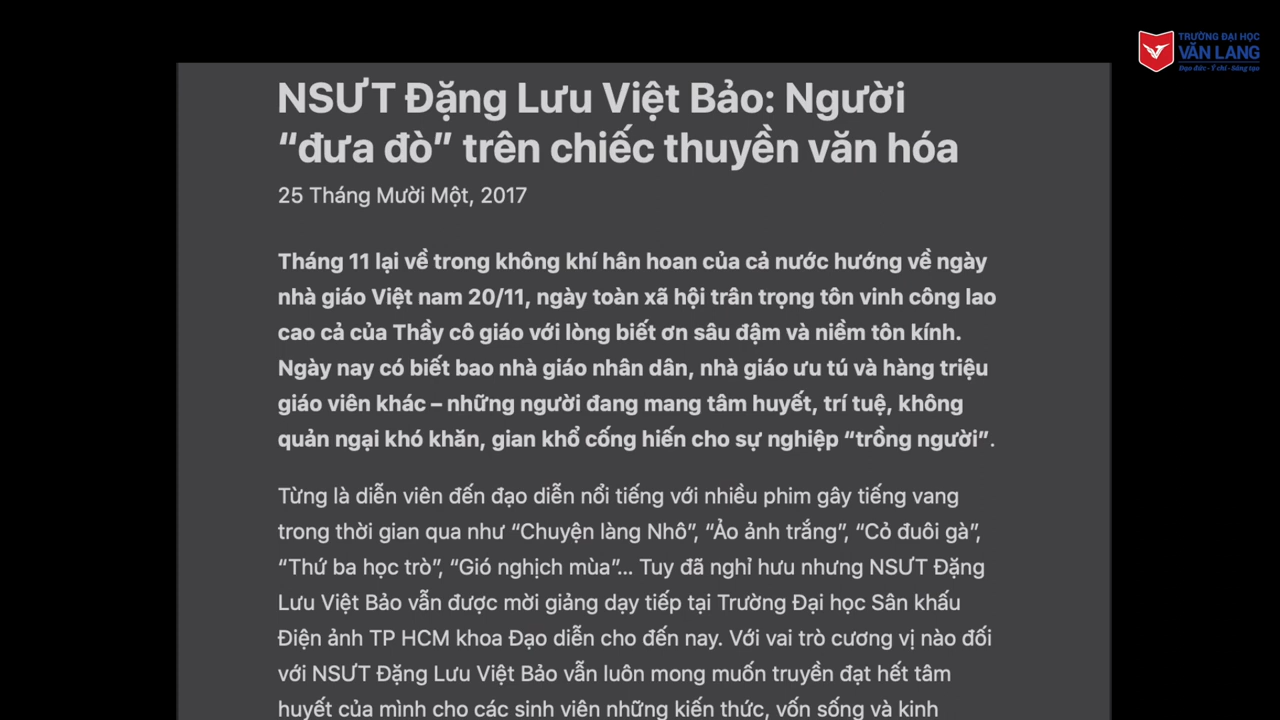 TRƯỜNG ĐẠI HỌC
VĂN LANG
Đạo đức - Ý chí - Sáng tạo
NSƯT Đặng Lưu Việt Bảo: Người
“đưa đò” trên chiếc thuyền văn hóa
25 Tháng Mười Một, 2017
Tháng 11 lại về trong không khí hân hoan của cả nước hướng về ngày
nhà giáo Việt nam 20/11, ngày toàn xã hội trân trọng tôn vinh công lao
cao cả của Thầy cô giáo với lòng biết ơn sâu đậm và niềm tôn kính.
Ngày nay có biết bao nhà giáo nhân dân, nhà giáo ưu tú và hàng triệu
giáo viên khác – những người đang mang tâm huyết, trí tuệ, không
quản ngại khó khăn, gian khổ cống hiến cho sự nghiệp “trồng người”.
Từng là diễn viên đến đạo diễn nổi tiếng với nhiều phim gây tiếng vang
trong thời gian qua như “Chuyện làng Nhô”, “Ảo ảnh trắng”, “Cỏ đuôi gà”,
“Thứ ba học trò”, “Gió nghịch mùa”... Tuy đã nghỉ hưu nhưng NSƯT Đặng
Lưu Việt Bảo vẫn được mời giảng dạy tiếp tại Trường Đại học Sân khấu
Điện ảnh TP HCM khoa Đạo diễn cho đến nay. Với vai trò cương vị nào đối
với NSƯT Đặng Lưu Việt Bảo vẫn luôn mong muốn truyền đạt hết tâm
huyết của mình cho các sinh viên những kiến thức, vốn sống và kinh